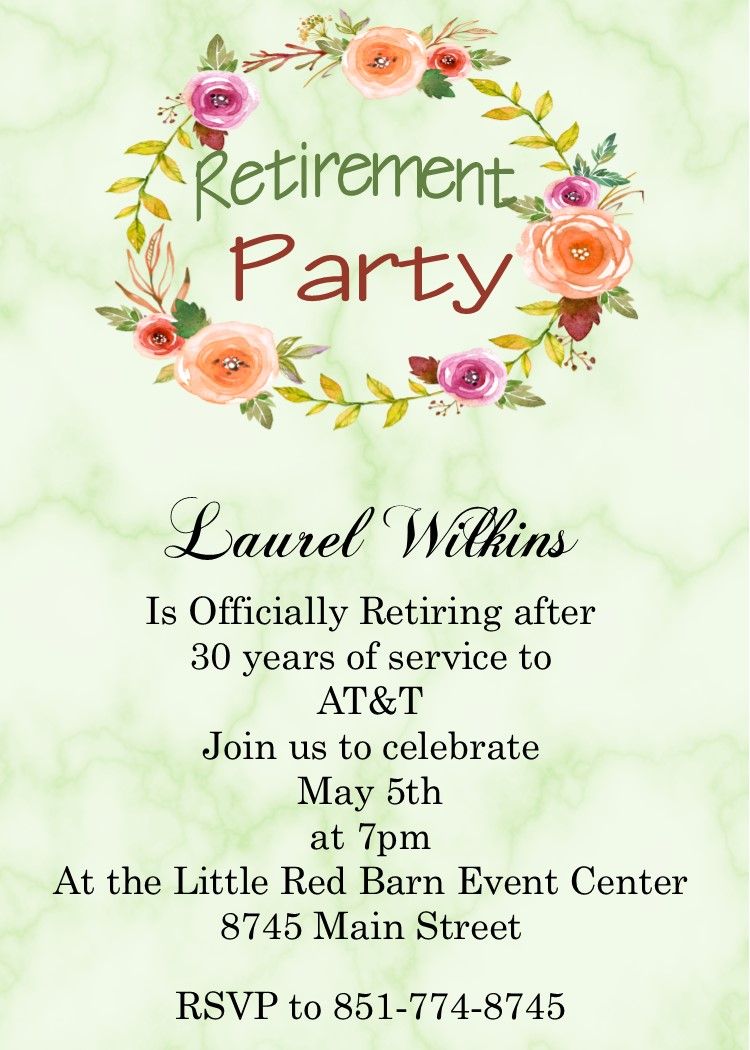 Retirement
Party
Laurel Wilkins
Is Officially Retiring after
30 years of service to
AT&T
Join us to celebrate
May 5th
at 7pm
At the Little Red Barn Event Center
8745 Main Street
RSVP to 851-774-8745